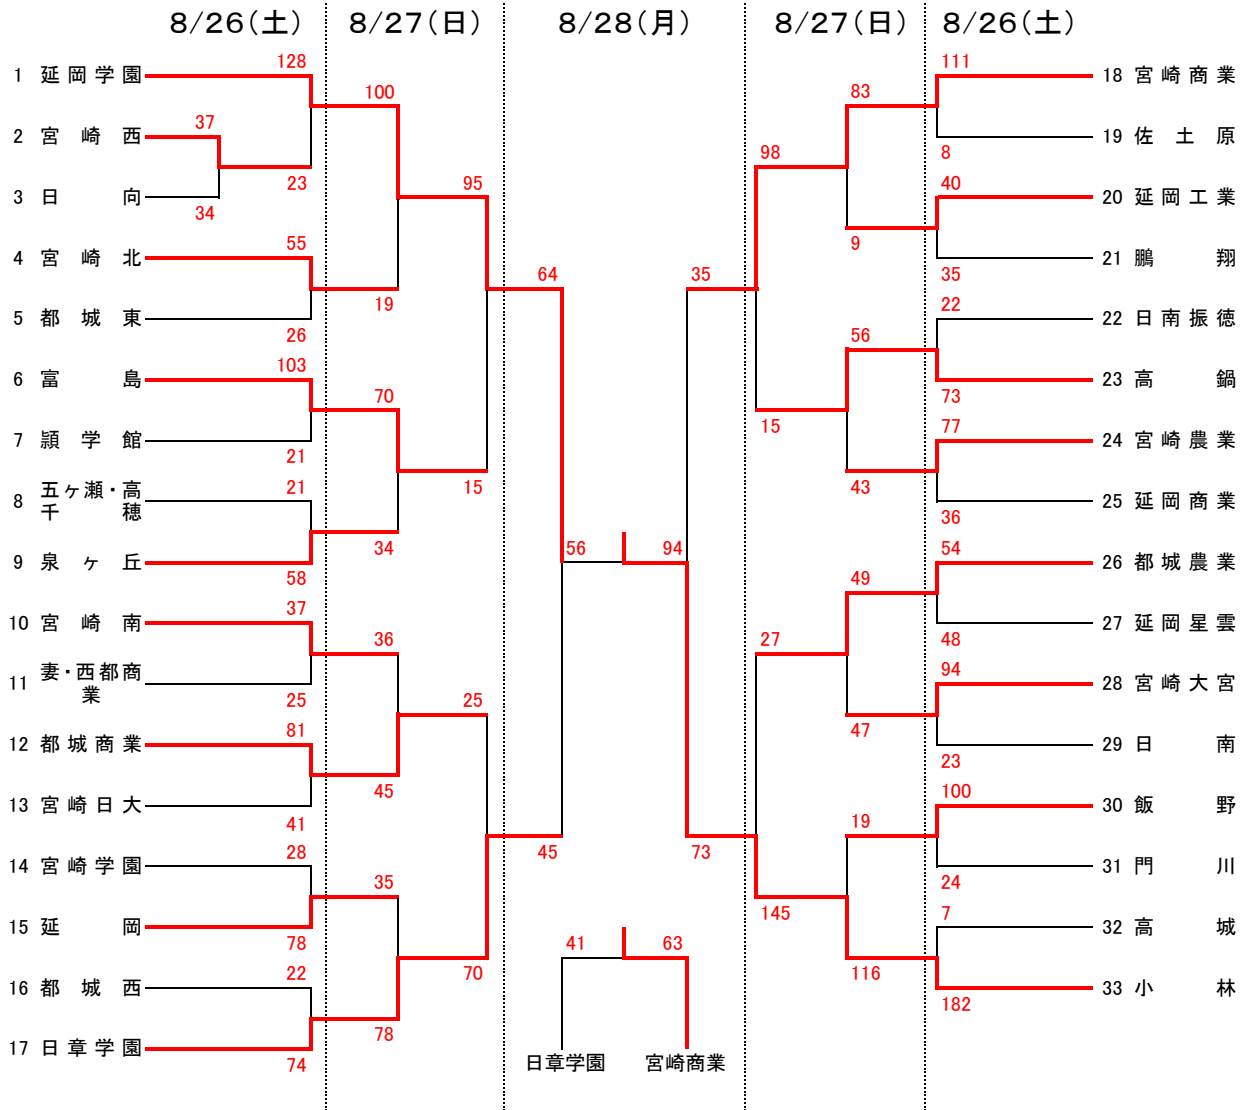 8/26(土) 8/27(日) 8/28(月) 8/27(日) 8/26(土)
1 延岡学園 128 111 18 宮崎商業
100 83
2 宮崎西 37 19 佐土原
98 8
3 日向 34 23 95 40 20 延岡工業
4 宮崎北 55 9 21 鵬翔
19 64 35 35
5 都城東 26 22 22 日南振徳
6 富島 103 56 23 高鍋
70 73
7 頴学館 21 15 77 24 宮崎農業
8 五ヶ瀬・高
千穂 21 15 43 25 延岡商業
36
9 泉ヶ丘 58 34 56 94 54 26 都城農業
49
10 宮崎南 37 27 延岡星雲
36 27 48
11 妻・西都商
業 25 25 94 28 宮崎大宮
12 都城商業 81 47 29 日南
23
13 宮崎日大 41 45 100 30 飯野
19
14 宮崎学園 28 45 73 31 門川
35 24
15 延岡 78 145 7 32 高城
41 63
16 都城西 22 70 116 33 小林
182
17 日章学園 74 78
日章学園 宮崎商業